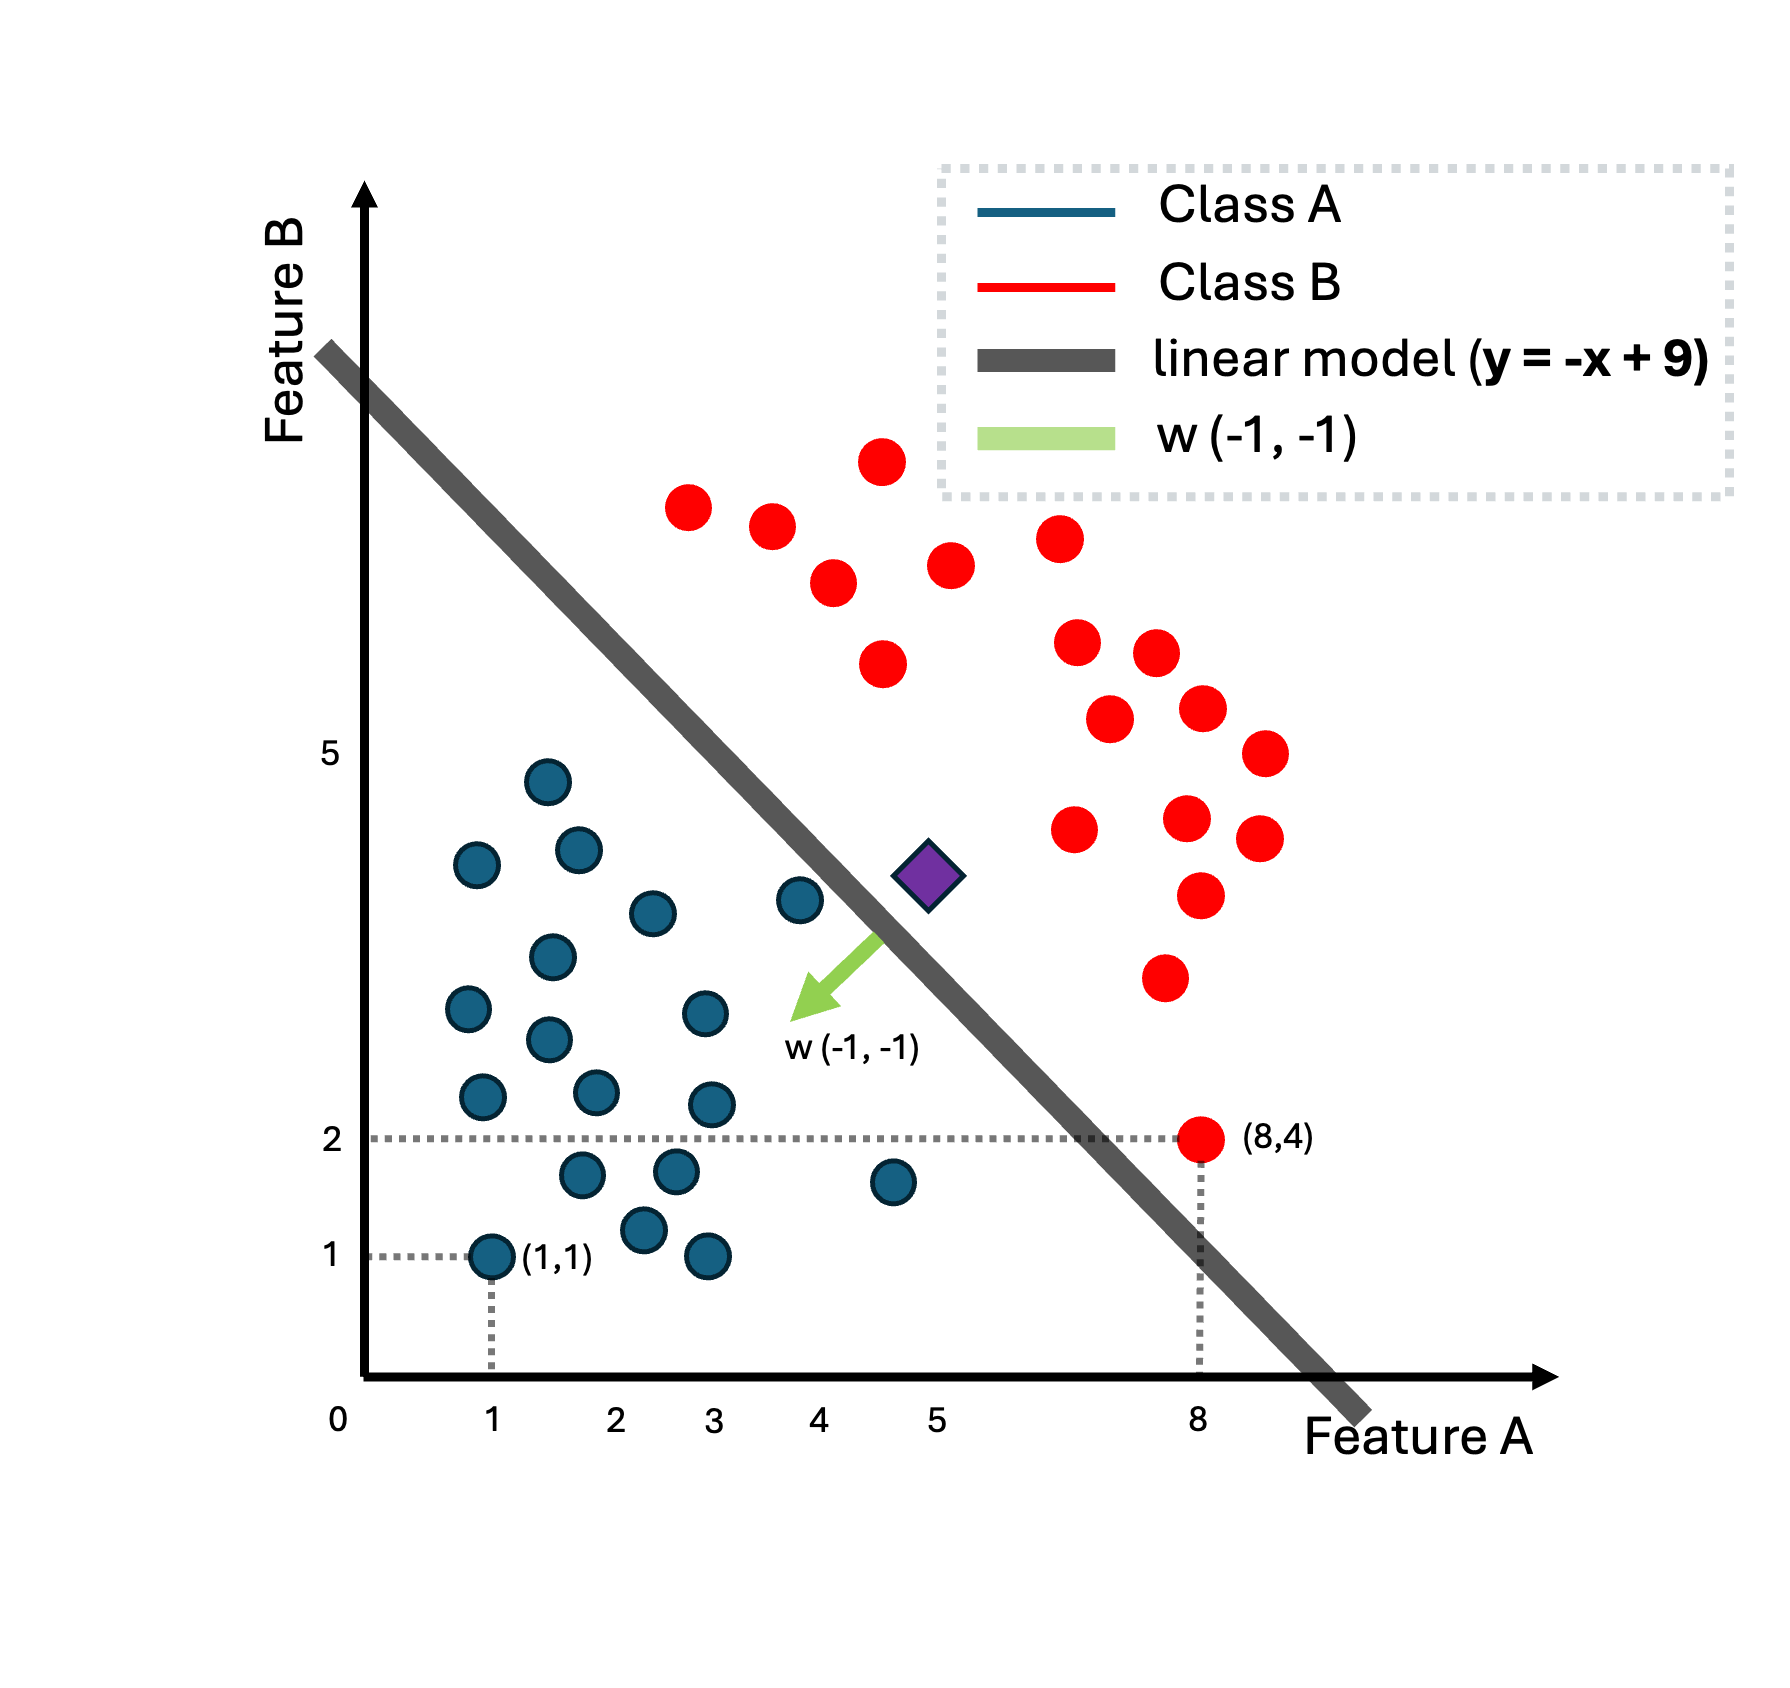 Class A
Class B
linear model (y = -x + 9)
w (-1, -1)
Feature B
5
w (-1, -1)
2
(8,4)
1
(1,1)
0 1 2 3 4 5 8
Feature A